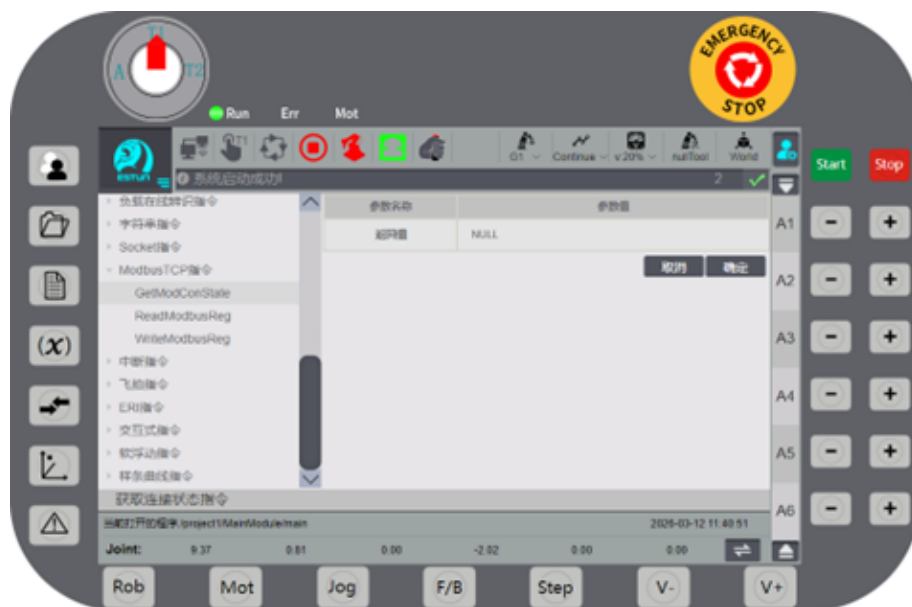 T1
A
T2
EMERGENCY
STOP
Run Err Mot
T1
G1 Continue v 20% nullTool World
ESTUN
系统启动成功! 2
Start Stop
负载在线辨识指令
参数名称 参数值
字符串指令
返回值 NULL
A1 - +
Socket指令
取消 确定
ModbusTCP指令
A2 - +
GetModConState
ReadModbusReg
WriteModbusReg
A3 - +
(x)
中断指令
飞拍指令
A4 - +
ERI指令
交互式指令
软浮动指令
A5 - +
样条曲线指令
获取连接状态指令
A6 - +
当前打开的程序:/project1/MainModule/main 2026-03-12 11:40:51
Joint: 9.37 0.81 0.00 -2.02 0.00 0.00
Rob Mot Jog F/B Step V- V+